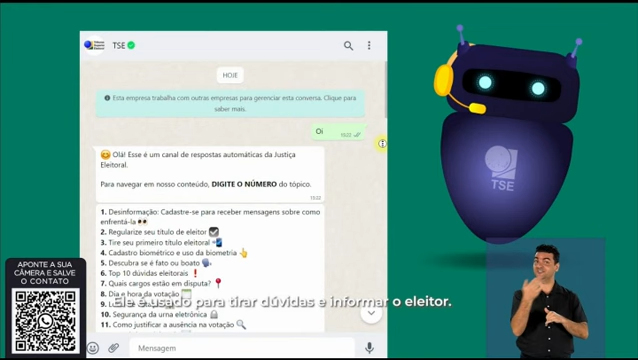 TSE
HOJE
Esta empresa trabalha com outras empresas para gerenciar esta conversa. Clique para
saber mais.
Oi
15:22
Olá! Esse é um canal de respostas automáticas da Justiça
Eleitoral.
Para navegar em nosso conteúdo, DIGITE O NÚMERO do tópico.
15:22
1. Desinformação: Cadastre-se para receber mensagens sobre como
enfrentá-la
2. Regularize seu título de eleitor
3. Tire seu primeiro título eleitoral
4. Cadastro biométrico e uso da biometria
5. Descubra se é fato ou boato
6. Top 10 dúvidas eleitorais
7. Quais cargos estão em disputa?
8. Dia e hora da votação
9.
10. Segurança da urna eletrônica
11. Como justificar a ausência na votação
Mensagem
TSE
APONTE A SUA
CÂMERA E SALVE
O CONTATO
Ele é usado para tirar dúvidas e informar o eleitor.